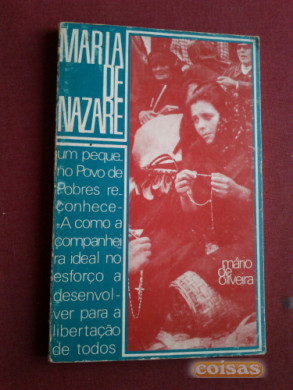 MARIA
DE
NAZARÉ
um peque_
no Povo de
Pobres re_
conhece-
-A como a
companhei
ra ideal no
esforço a
desenvol-
ver para a
libertação
de todos
mário
de
oliveira
coisas